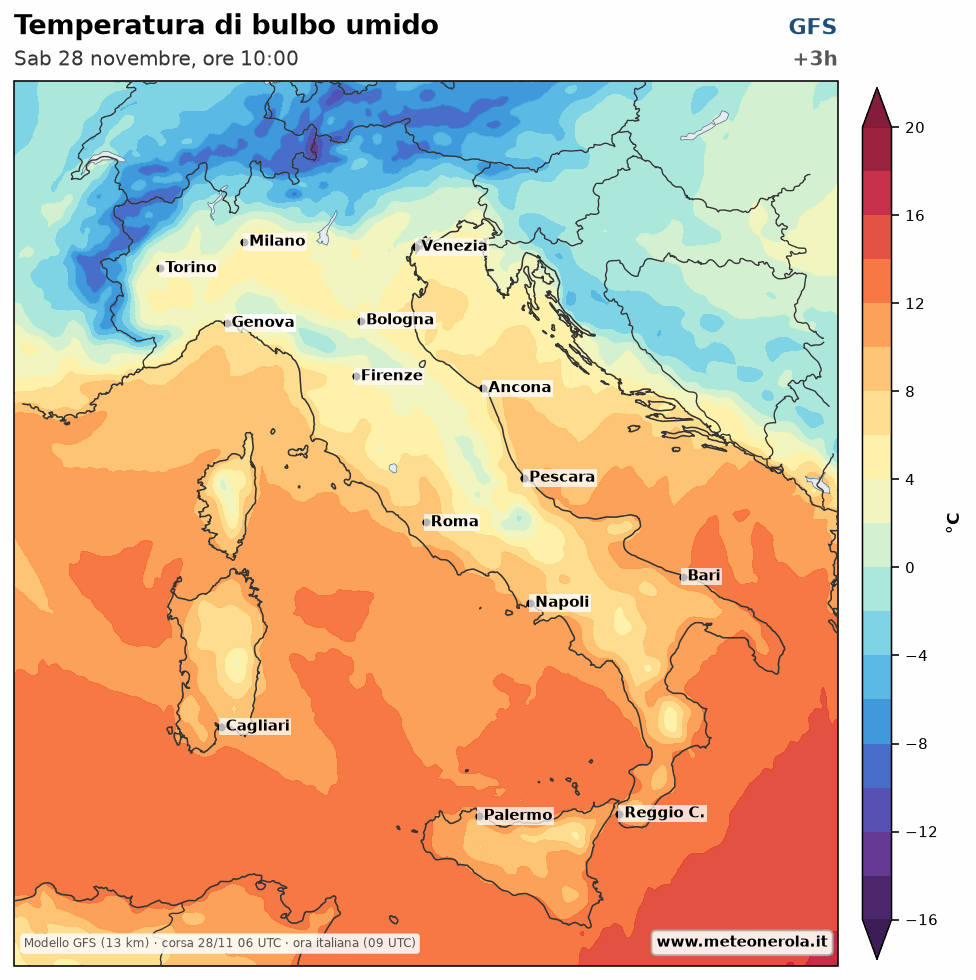 Temperatura di bulbo umido
GFS
Sab 28 novembre, ore 10:00
+3h
Milano
Venezia
Torino
Genova
Bologna
Firenze
Ancona
Pescara
Roma
Bari
Napoli
Cagliari
Palermo
Reggio C.
20
16
12
8
4
0
−4
−8
−12
−16
°C
Modello GFS (13 km) · corsa 28/11 06 UTC · ora italiana (09 UTC)
www.meteonerola.it